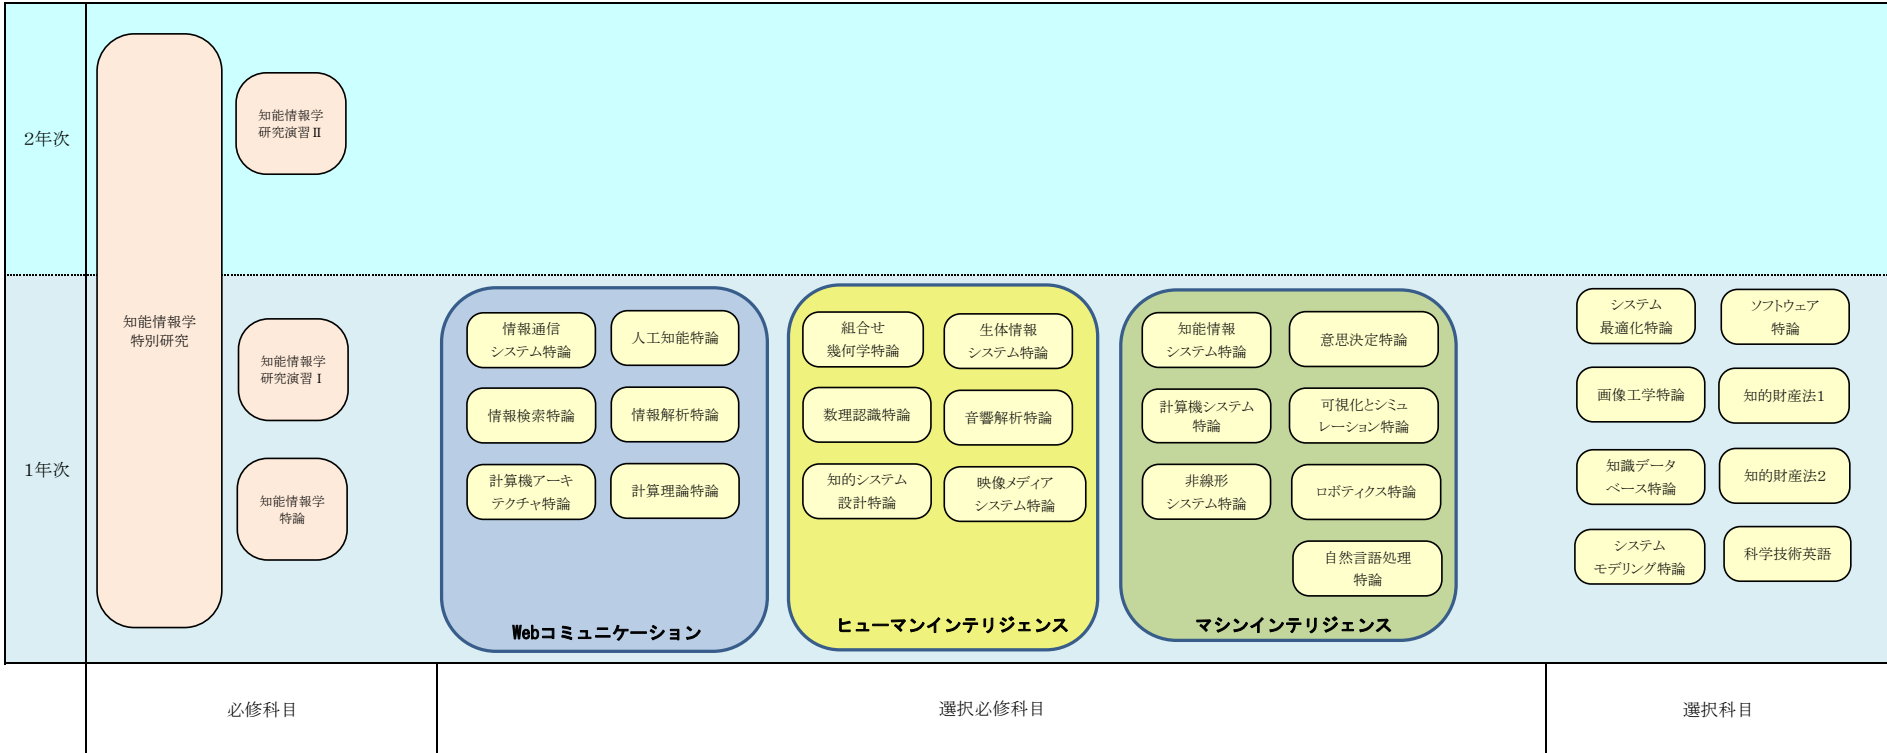 2年次
知能情報学
特別研究
知能情報学
研究演習Ⅱ
1年次
知能情報学
研究演習Ⅰ
知能情報学
特論
情報通信
システム特論
人工知能特論
情報検索特論
情報解析特論
計算機アーキ
テクチャ特論
計算理論特論
Webコミュニケーション
組合せ
幾何学特論
生体情報
システム特論
数理認識特論
音響解析特論
知的システム
設計特論
映像メディア
システム特論
ヒューマンインテリジェンス
知能情報
システム特論
意思決定特論
計算機システム
特論
可視化とシミュ
レーション特論
非線形
システム特論
ロボティクス特論
自然言語処理
特論
マシンインテリジェンス
システム
最適化特論
ソフトウェア
特論
画像工学特論
知的財産法1
知識データ
ベース特論
知的財産法2
システム
モデリング特論
科学技術英語
必修科目
選択必修科目
選択科目